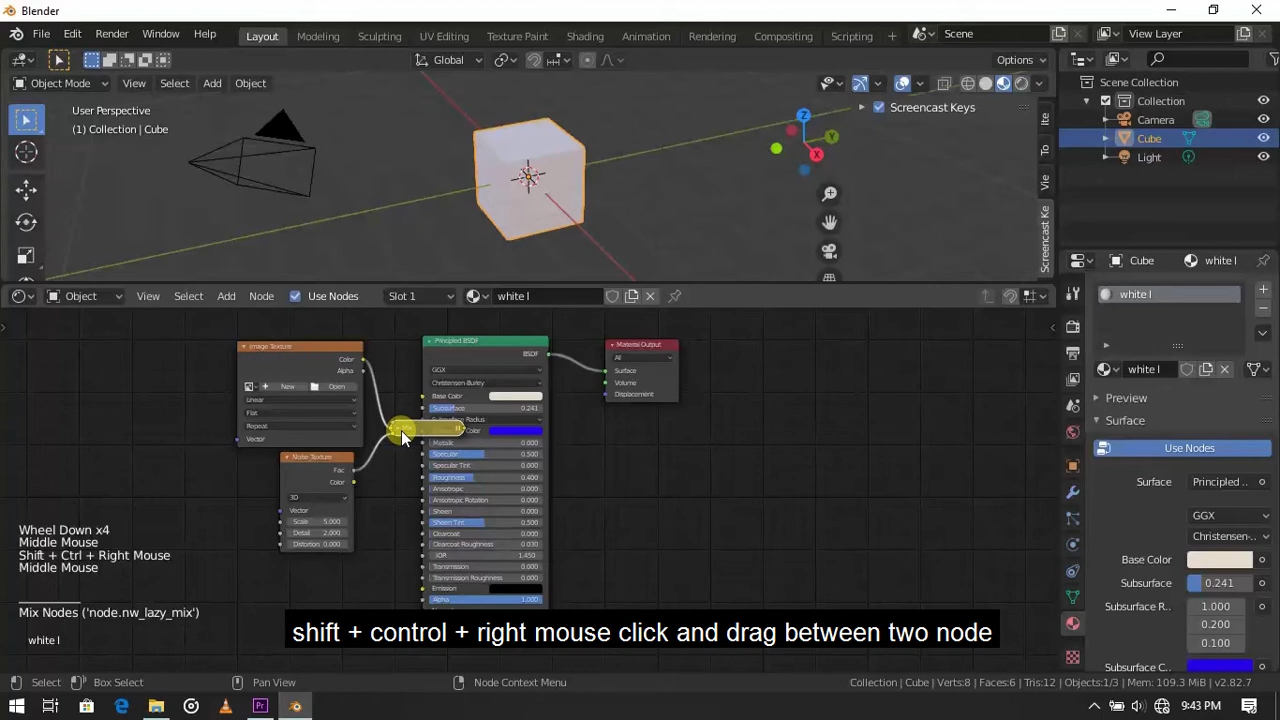 Blender
File Edit Render Window Help
Layout Modeling Sculpting UV Editing Texture Paint Shading Animation Rendering Compositing Scripting
Scene
View Layer
Global
Options
Object Mode View Select Add Object
User Perspective
(1) Collection | Cube
Z
Y
X
Screencast Keys
Ite
To
Vie
Screencast Ke
Scene Collection
Collection
Camera
Cube
Light
Object View Select Add Node Use Nodes Slot 1 white l
Image Texture
Color
Alpha
New Open
Linear
Flat
Repeat
Vector
Noise Texture
Fac
Color
3D
Vector
Scale 5.000
Detail 2.000
Distortion 0.000
Mix
Principled BSDF
BSDF
GGX
Christensen-Burley
Base Color
Subsurface 0.241
Subsurface Radius
Color
Metallic 0.000
Specular 0.500
Specular Tint 0.000
Roughness 0.400
Anisotropic 0.000
Anisotropic Rotation 0.000
Sheen 0.000
Sheen Tint 0.500
Clearcoat 0.000
Clearcoat Roughness 0.030
IOR 1.450
Transmission 0.000
Transmission Roughness 0.000
Emission
Alpha 1.000
Material Output
All
Surface
Volume
Displacement
Cube white l
white l
white l
Preview
Surface
Use Nodes
Surface Principled ..
GGX
Christensen-..
Base Color
Subsurface 0.241
Subsurface R.. 1.000
0.200
0.100
Subsurface C..
Wheel Down x4
Middle Mouse
Shift + Ctrl + Right Mouse
Middle Mouse
Mix Nodes ('node.nw_lazy_mix')
white l
shift + control + right mouse click and drag between two node
Select Box Select Pan View Node Context Menu
Collection | Cube | Verts:8 | Faces:6 | Tris:12 | Objects:1/3 | Mem: 109.3 MiB | v2.82.7
Pr
9:43 PM